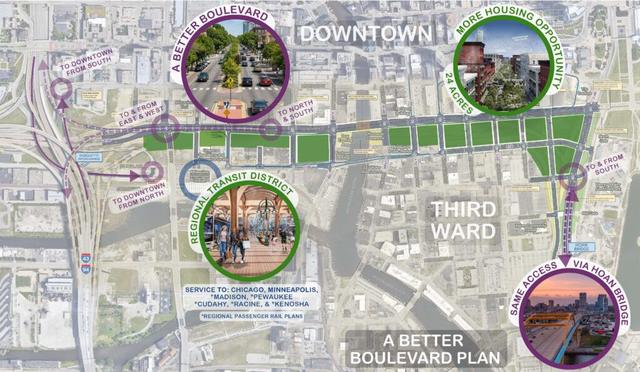 A BETTER BOULEVARD
DOWNTOWN
MORE HOUSING OPPORTUNITY
24 ACRES
TO DOWNTOWN
FROM SOUTH
TO & FROM
EAST & WEST
TO NORTH
& SOUTH
TO DOWNTOWN
FROM NORTH
TO & FROM
SOUTH
REGIONAL TRANSIT DISTRICT
THIRD
WARD
SERVICE TO: CHICAGO, MINNEAPOLIS,
*MADISON, *PEWAUKEE
*CUDAHY, *RACINE, & *KENOSHA
*REGIONAL PASSENGER RAIL PLANS
HOAN
BRIDGE
SAME ACCESS VIA HOAN BRIDGE
A BETTER
BOULEVARD PLAN